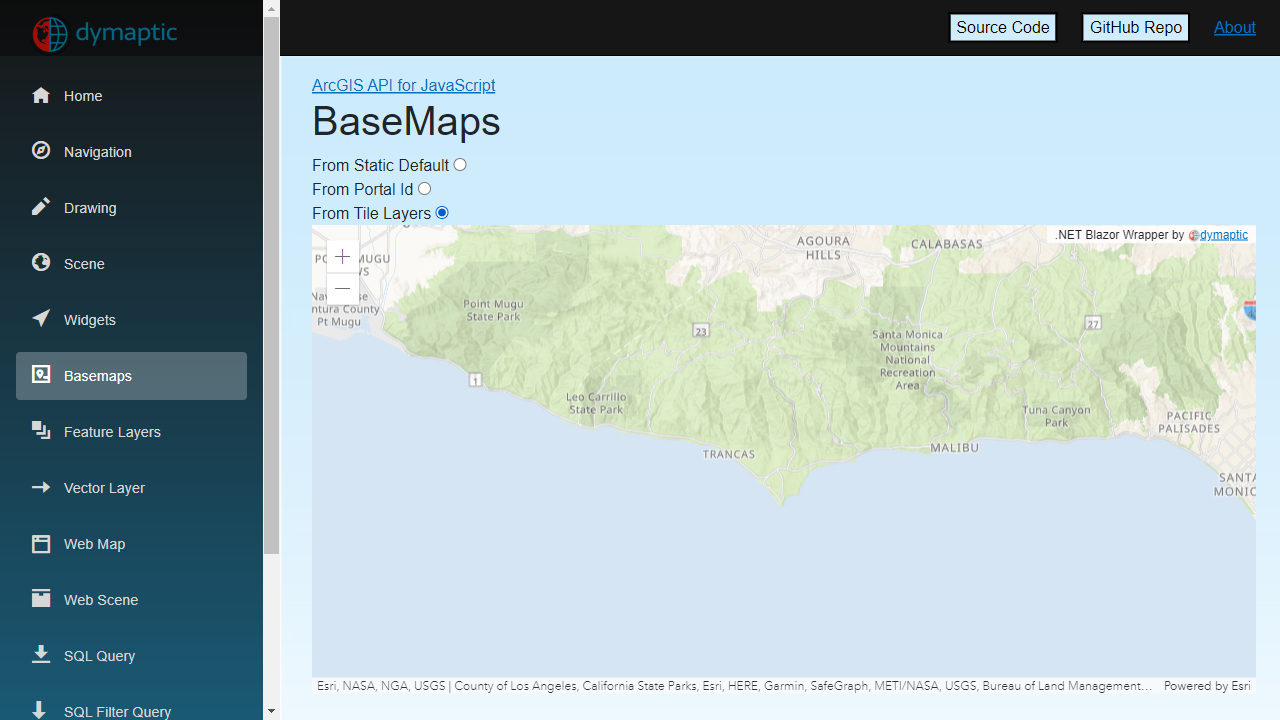 dymaptic
Home
Navigation
Drawing
Scene
Widgets
Basemaps
Feature Layers
Vector Layer
Web Map
Web Scene
SQL Query
SQL Filter Query
Source Code
GitHub Repo
About
ArcGIS API for JavaScript
BaseMaps
From Static Default
From Portal Id
From Tile Layers
.NET Blazor Wrapper by dymaptic
MUGU
Point Mugu
State Park
AGOURA
HILLS
CALABASAS
ntura County
Pt Mugu
23
27
1
Santa Monica
Mountains
National
Recreation
Area
Leo Carrillo
State Park
Tuna Canyon
Park
PACIFIC
PALISADES
TRANCAS
MALIBU
SANTA
MONIC
Esri, NASA, NGA, USGS | County of Los Angeles, California State Parks, Esri, HERE, Garmin, SafeGraph, METI/NASA, USGS, Bureau of Land Management…
Powered by Esri